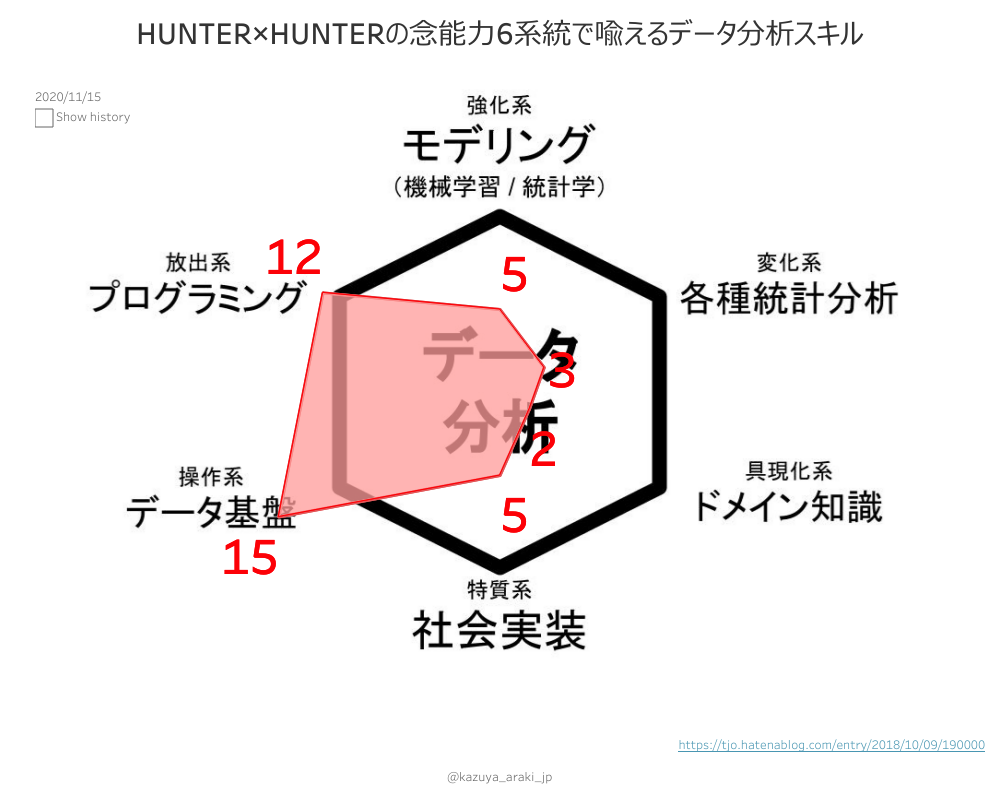 HUNTER×HUNTERの念能力6系統で喩えるデータ分析スキル
2020/11/15
Show history
強化系
モデリング
（機械学習 / 統計学）
放出系
プログラミング
12
5
変化系
各種統計分析
データ
分析
3
2
操作系
データ基盤
15
具現化系
ドメイン知識
5
特質系
社会実装
https://tjo.hatenablog.com/entry/2018/10/09/190000
@kazuya_araki_jp